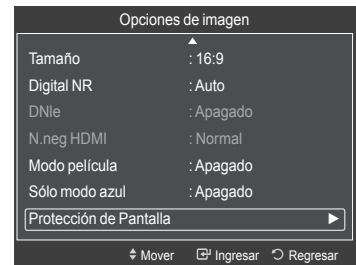 Opciones de imagen
Tamaño : 16:9
Digital NR : Auto
DNIe : Apagado
N.neg HDMI : Normal
Modo película : Apagado
Sólo modo azul : Apagado
Protección de Pantalla
Mover Ingresar Regresar